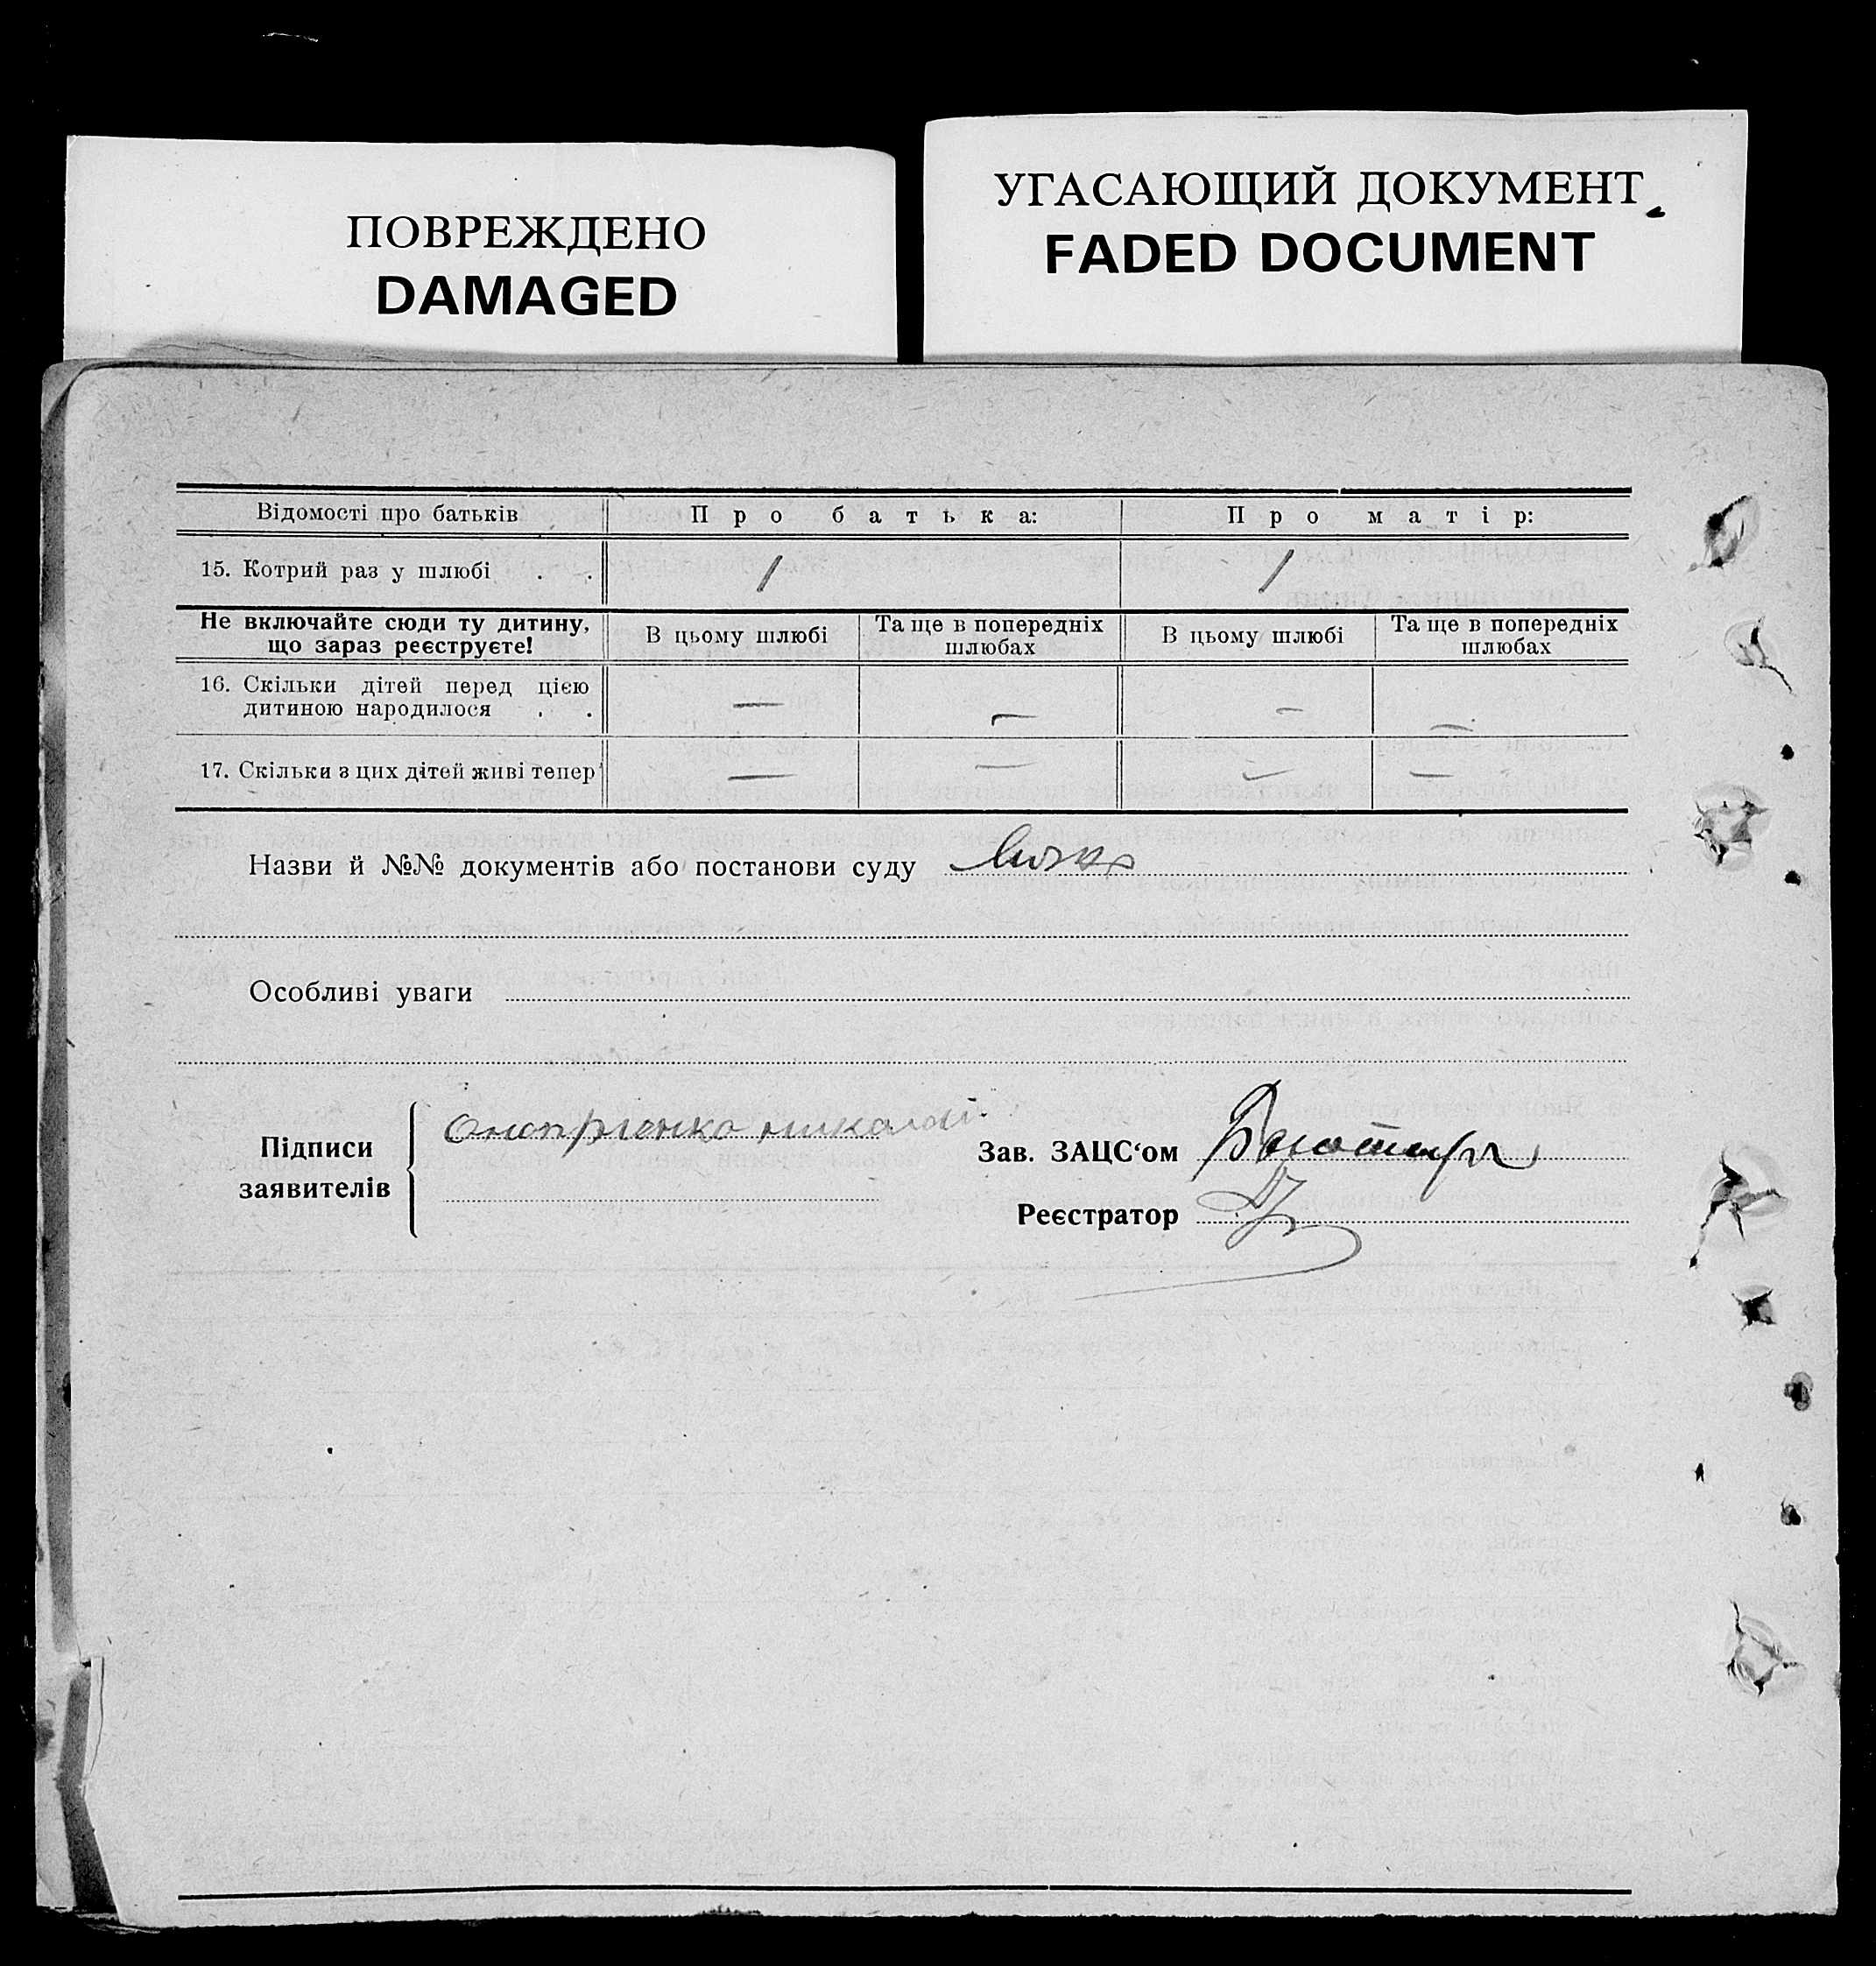 ПОВРЕЖДЕНО
DAMAGED
УГАСАЮЩИЙ ДОКУМЕНТ
FADED DOCUMENT
Відомості про батьків Про батька: Про матір:
15. Котрий раз у шлюбі . . 1 1
Не включайте сюди ту дитину, що зараз реєструєте! В цьому шлюбі Та ще в попередніх шлюбах В цьому шлюбі Та ще в попередніх шлюбах
16. Скільки дітей перед цією
дитиною народилося . . — — — —
17. Скільки з цих дітей живі тепер — — — —
Назви й №№ документів або постанови суду
Особливі уваги
Підписи заявителів Онопрієнко николай
Зав. ЗАЦС‘ом
Реєстратор